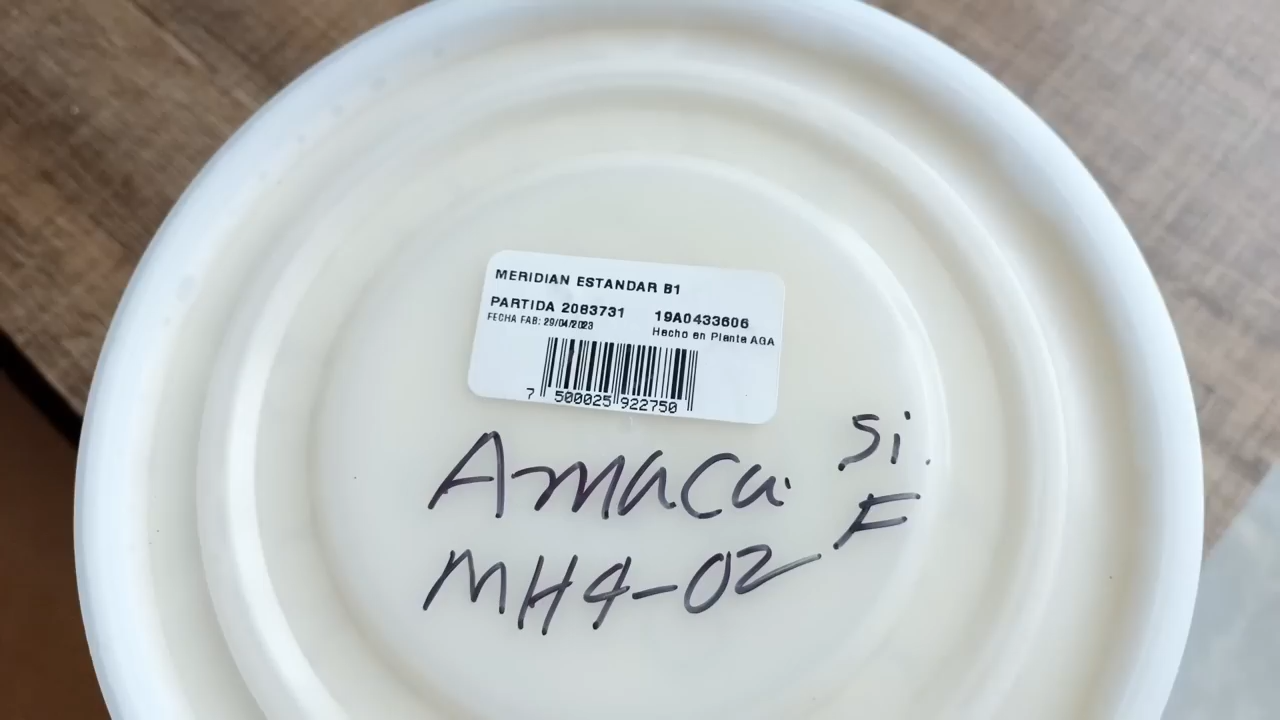 MERIDIAN ESTANDAR B1
PARTIDA 2083731 19A0433606
FECHA FAB: 29/04/2023 Hecho en Planta AGA
7 500025 922750
Amaca Si.
MH4-02 F